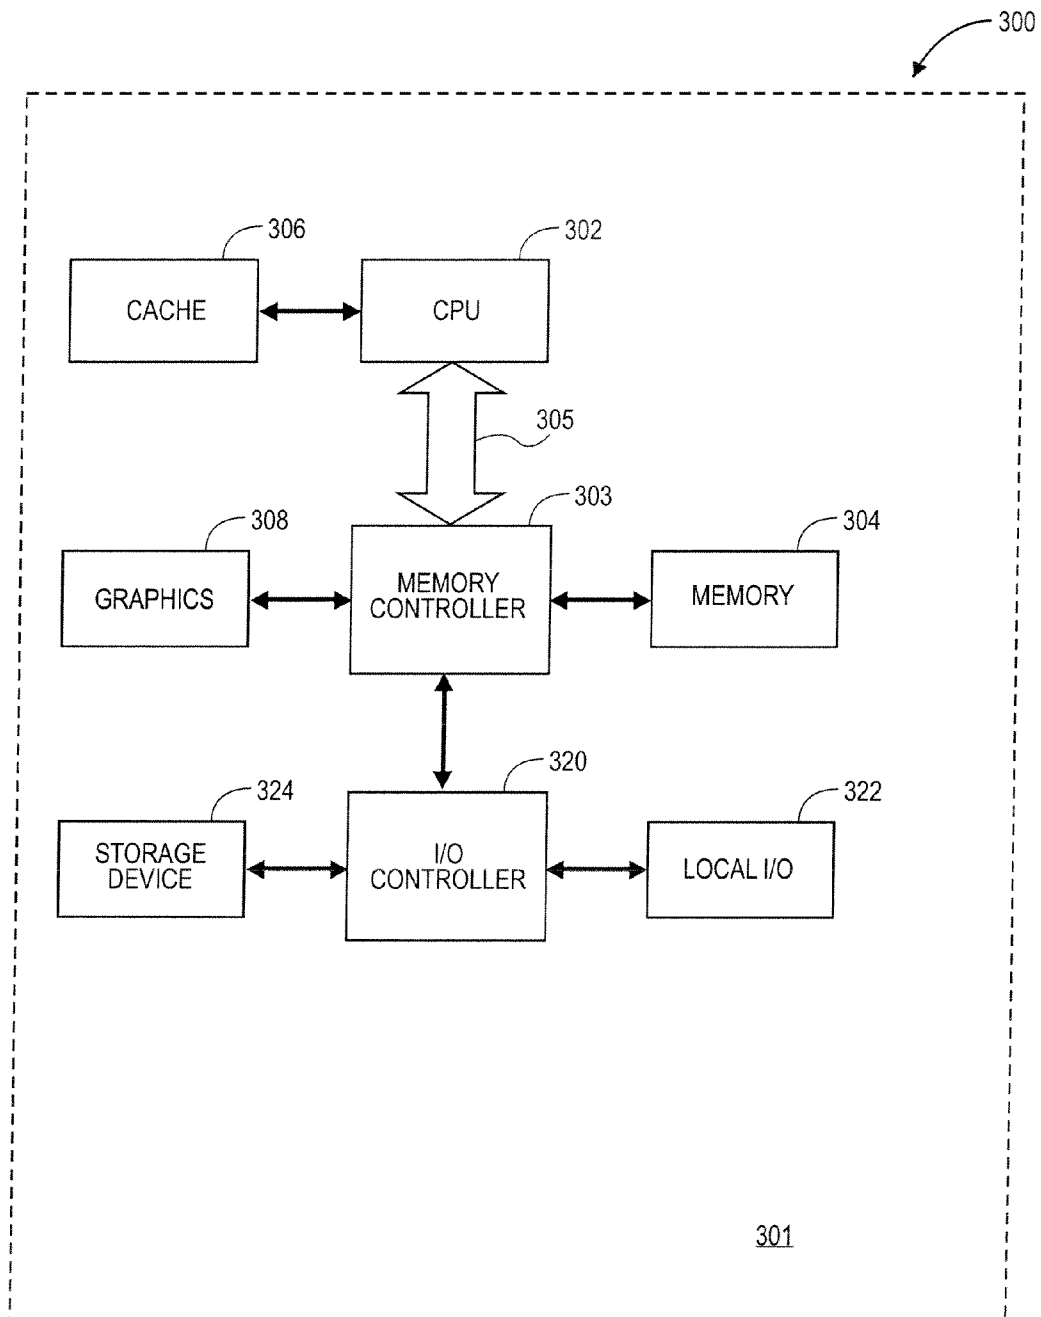 300
306
302
CACHE
CPU
305
303
308
304
GRAPHICS
MEMORY
CONTROLLER
MEMORY
320
324
322
STORAGE
DEVICE
I/O
CONTROLLER
LOCAL I/O
301